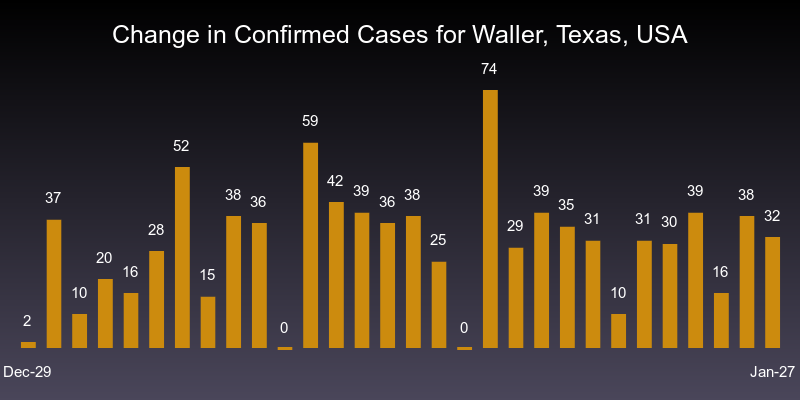 Change in Confirmed Cases for Waller, Texas, USA
2 37 10 20 16 28 52 15 38 36 0 59 42 39 36 38 25 0 74 29 39 35 31 10 31 30 39 16 38 32
Dec-29 Jan-27